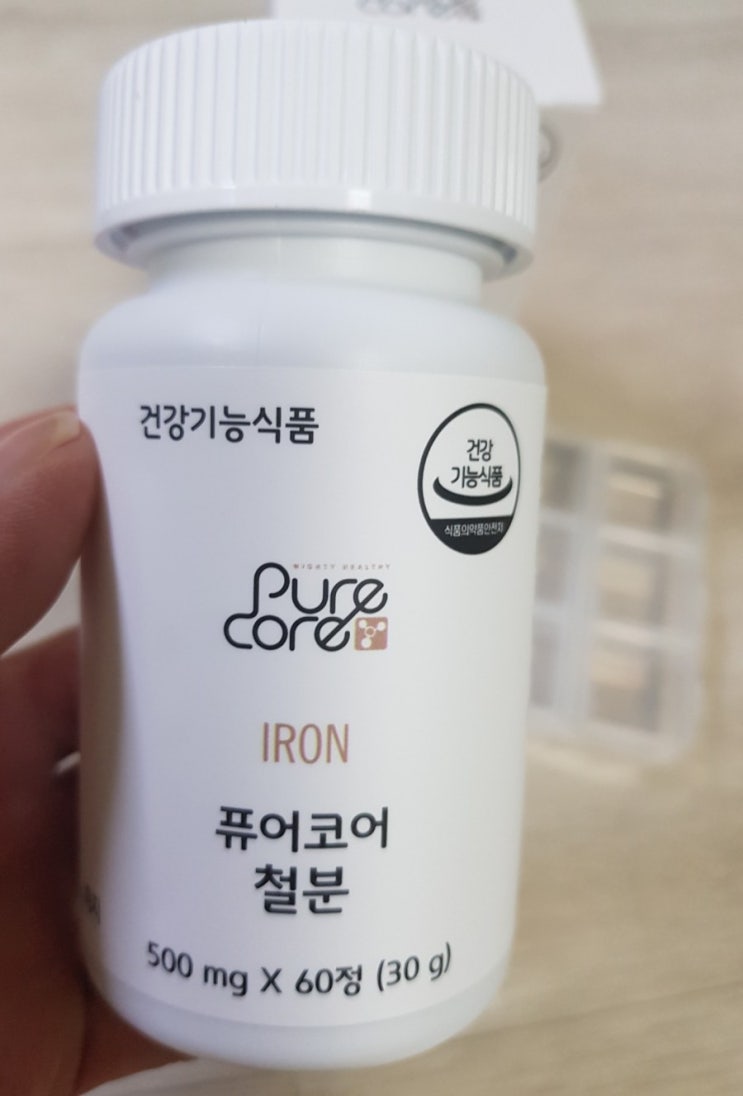 core
건강기능식품
건강
기능식품
식품의약품안전처
MIGHTY HEALTHY
Pure
core
IRON
퓨어코어
철분
500 mg X 60정 (30 g)